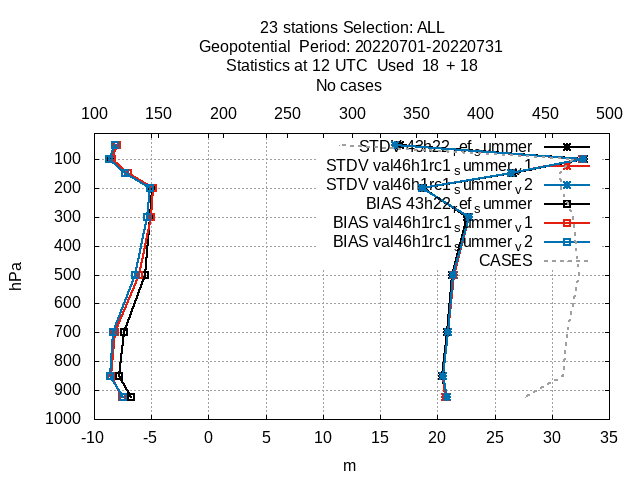 23 stations Selection: ALL
Geopotential Period: 20220701-20220731
Statistics at 12 UTC Used 18 + 18
No cases
100 150 200 250 300 350 400 450 500
STDV 43h22_ref_summer
100
STDV val46h1rc1_summer_v1
STDV val46h1rc1_summer_v2
200
BIAS 43h22_ref_summer
300
BIAS val46h1rc1_summer_v1
BIAS val46h1rc1_summer_v2
400
CASES
hPa
500
600
700
800
900
1000
-10 -5 0 5 10 15 20 25 30 35
m